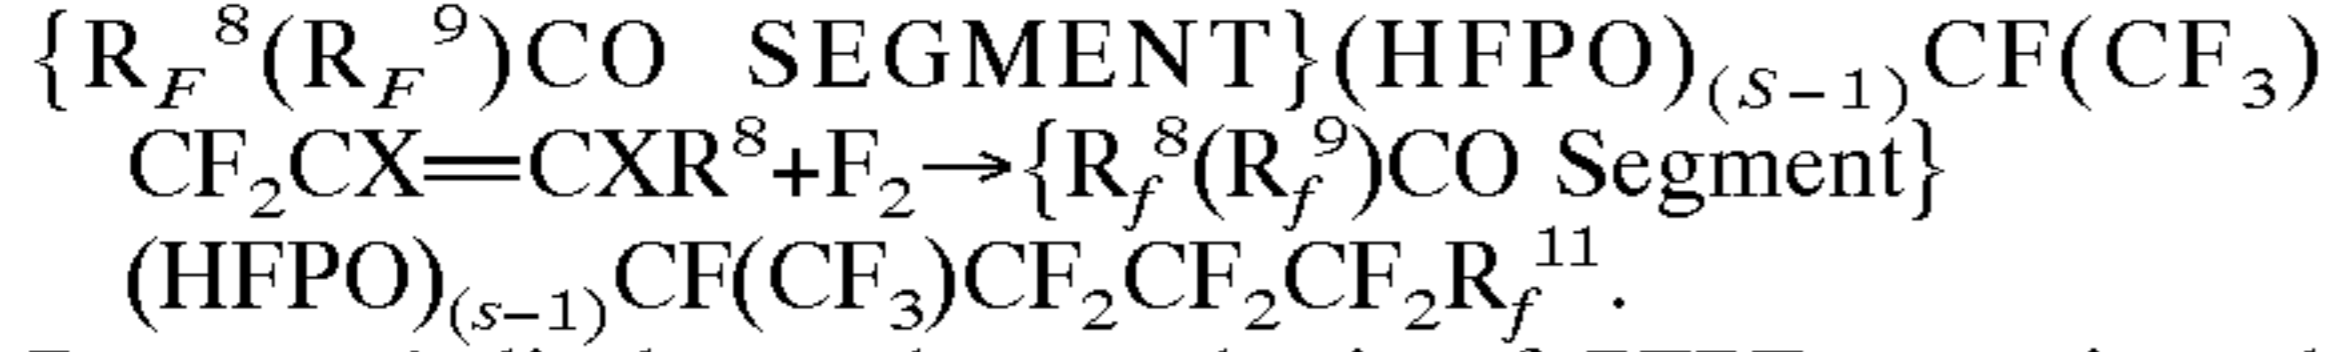 {R_F^8(R_F^9)CO SEGMENT}(HFPO)_(S-1)CF(CF_3)
CF_2CX=CXR^8+F_2→{R_f^8(R_f^9)CO Segment}
(HFPO)_(s-1)CF(CF_3)CF_2CF_2CF_2R_f^11.